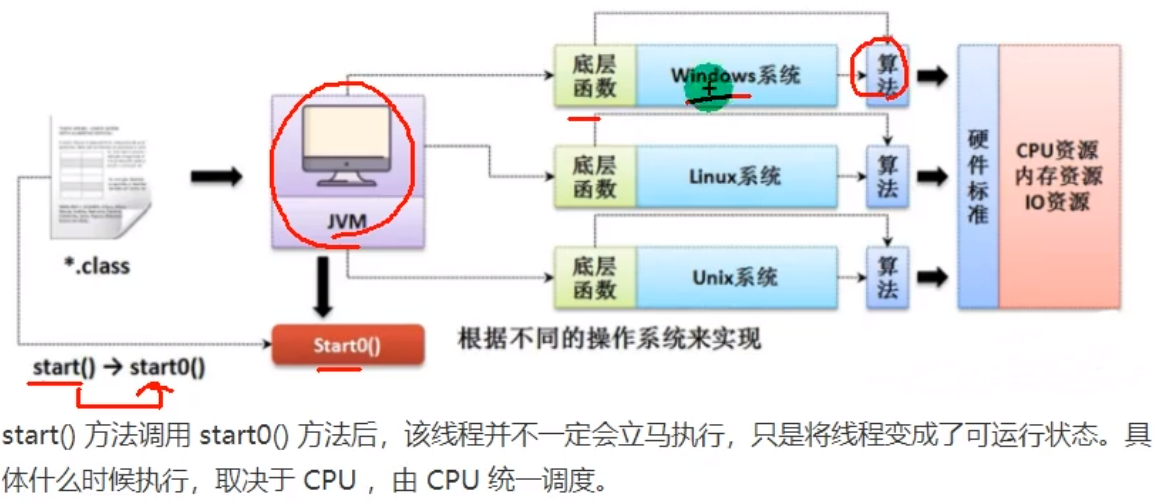 *.class
start() → start0()
JVM
Start0()
底层
函数
Windows系统
算
法
底层
函数
Linux系统
算
法
底层
函数
Unix系统
算
法
硬
件
标
准
CPU资源
内存资源
IO资源
根据不同的操作系统来实现
start() 方法调用 start0() 方法后，该线程并不一定会立马执行，只是将线程变成了可运行状态。具
体什么时候执行，取决于 CPU ，由 CPU 统一调度。